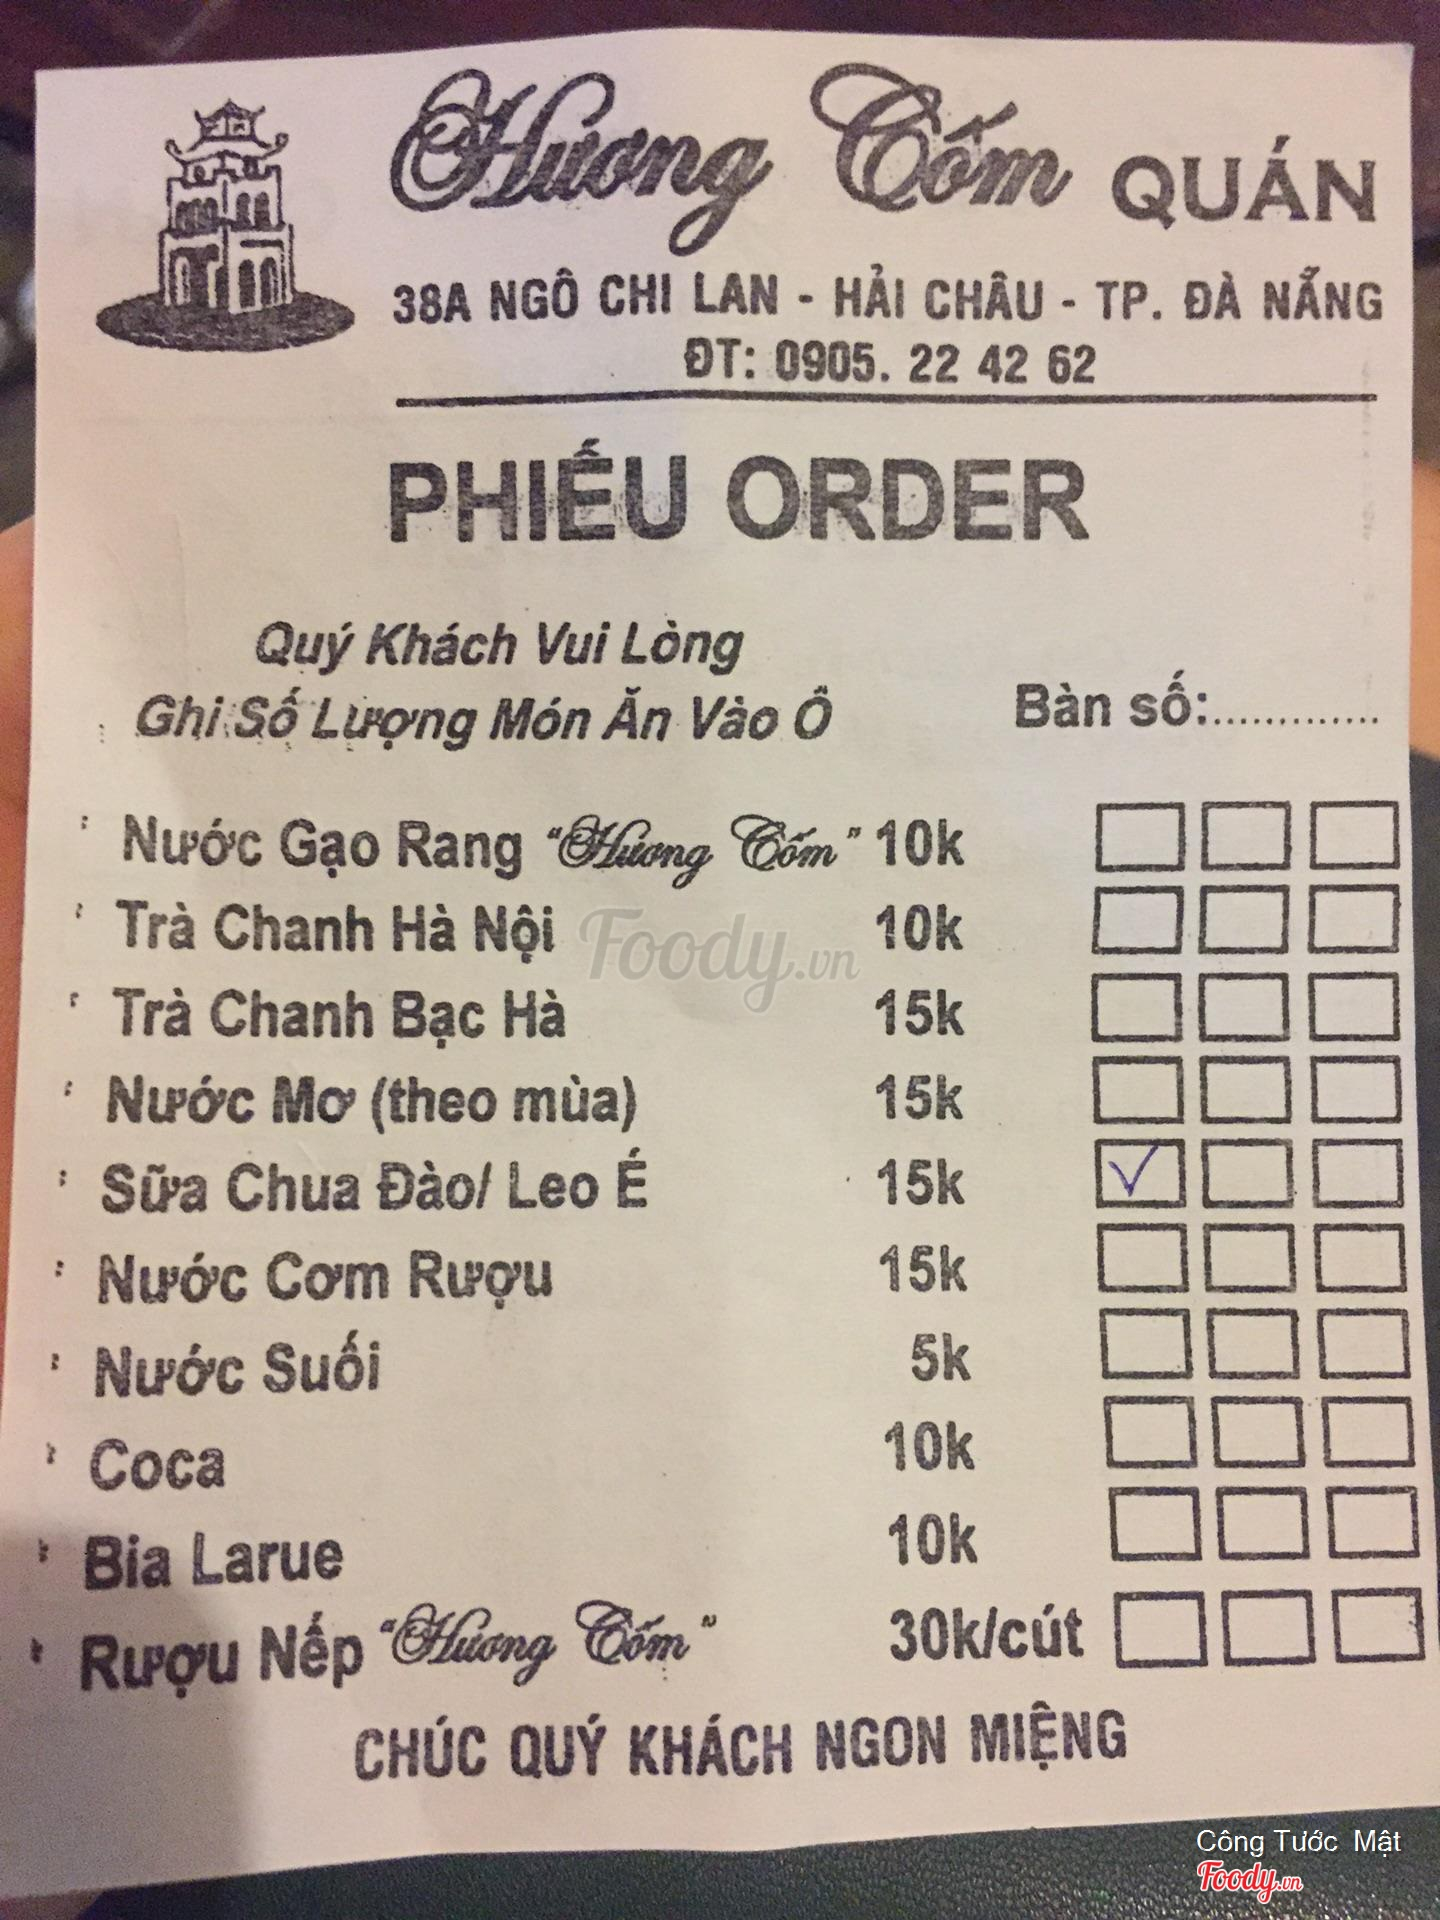 Hương Cốm QUÁN
38A NGÔ CHI LAN - HẢI CHÂU - TP. ĐÀ NẴNG
ĐT: 0905. 22 42 62
PHIẾU ORDER
Quý Khách Vui Lòng
Ghi Số Lượng Món Ăn Vào Ô
Bàn số:.............
Nước Gạo Rang "Hương Cốm" 10k
Trà Chanh Hà Nội 10k
Foody.vn
Trà Chanh Bạc Hà 15k
Nước Mơ (theo mùa) 15k
Sữa Chua Đào/ Leo É 15k
Nước Cơm Rượu 15k
Nước Suối 5k
Coca 10k
Bia Larue 10k
Rượu Nếp "Hương Cốm" 30k/cút
CHÚC QUÝ KHÁCH NGON MIỆNG
Công Tước Mật
Foody.vn